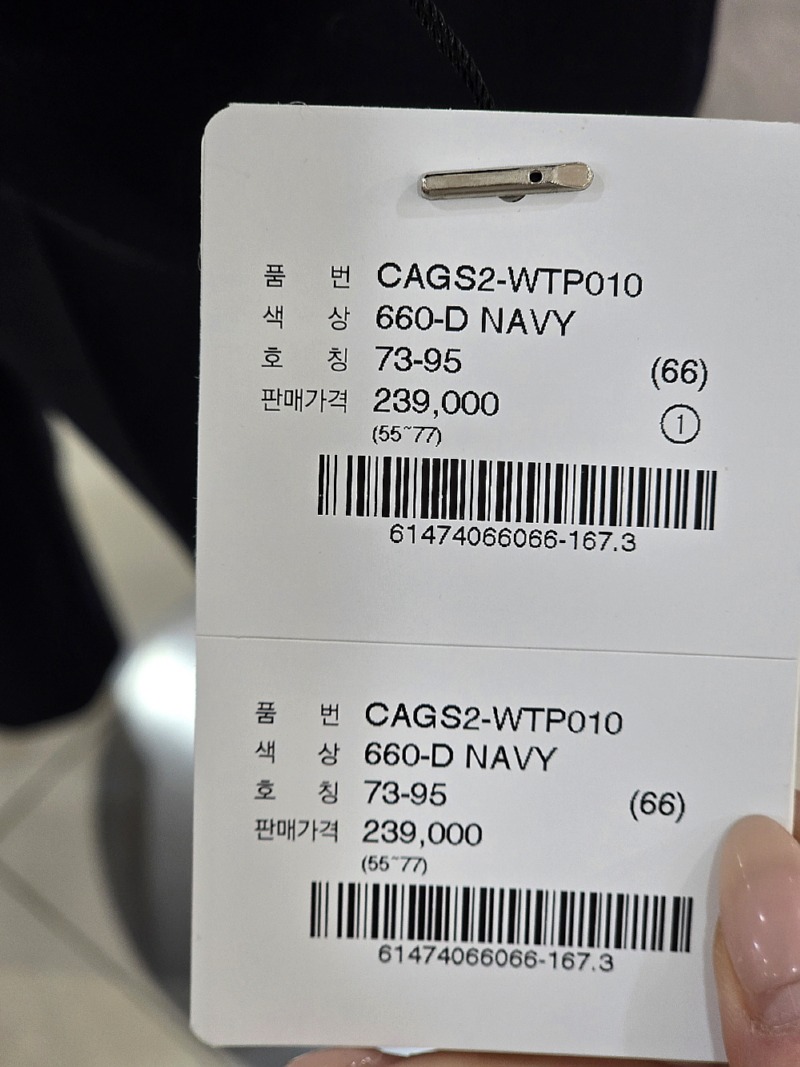 품 번 CAGS2-WTP010
색 상 660-D NAVY
호 칭 73-95 (66)
판매가격 239,000 ①
(55~77)
61474066066-167.3
품 번 CAGS2-WTP010
색 상 660-D NAVY
호 칭 73-95 (66)
판매가격 239,000
(55~77)
61474066066-167.3